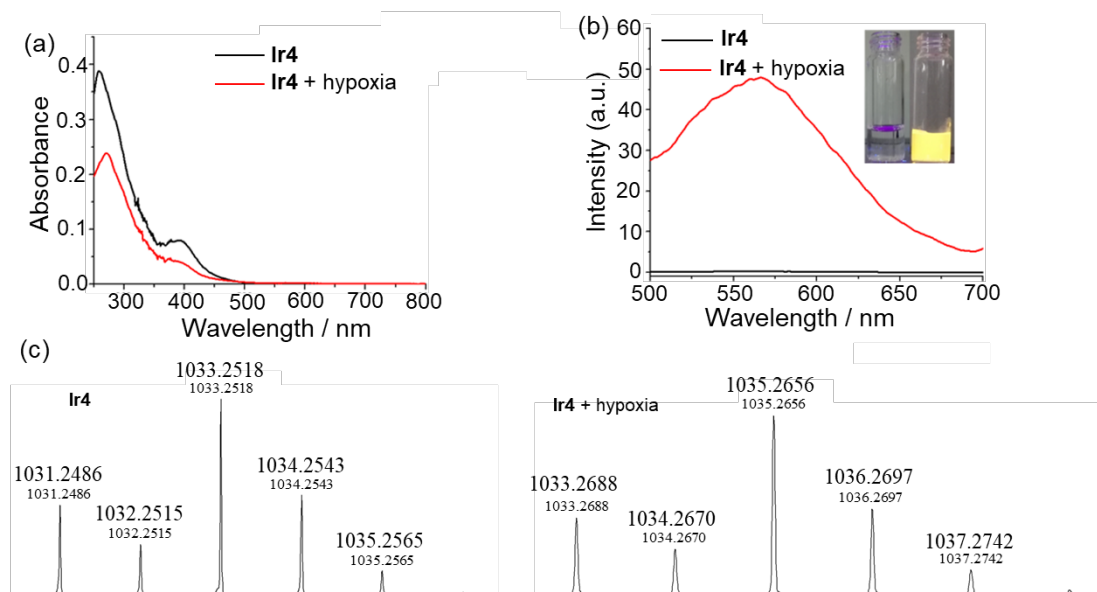 (a)
Ir4
Ir4 + hypoxia
0.4
0.3
0.2
0.1
0.0
Absorbance
300 400 500 600 700 800
Wavelength / nm
(b)
Ir4
Ir4 + hypoxia
60
50
40
30
20
10
0
Intensity (a.u.)
500 550 600 650 700
Wavelength / nm
(c)
Ir4
1031.2486
1031.2486
1032.2515
1032.2515
1033.2518
1033.2518
1034.2543
1034.2543
1035.2565
1035.2565
Ir4 + hypoxia
1033.2688
1033.2688
1034.2670
1034.2670
1035.2656
1035.2656
1036.2697
1036.2697
1037.2742
1037.2742